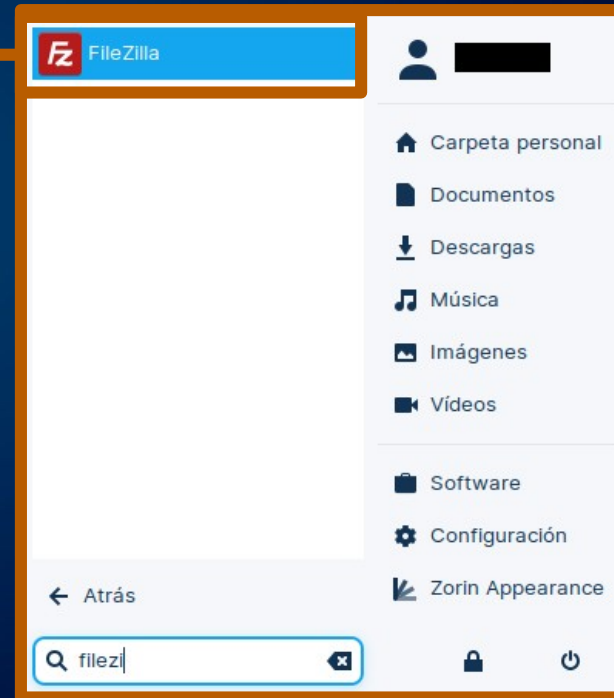 FileZilla
Atrás
filezi
Carpeta personal
Documentos
Descargas
Música
Imágenes
Vídeos
Software
Configuración
Zorin Appearance